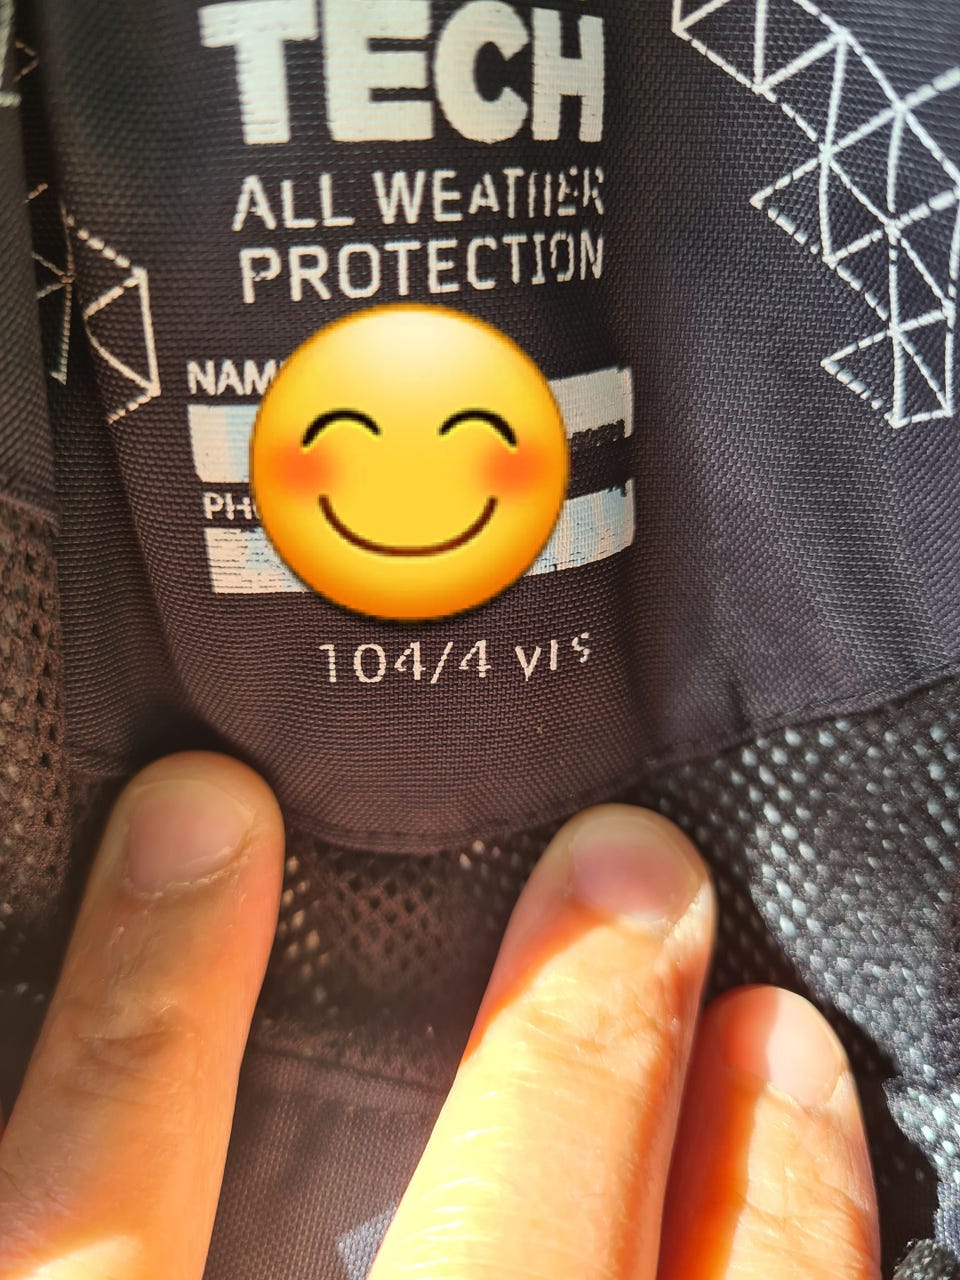 TECH
ALL WEATHER
PROTECTION
104/4 yrs